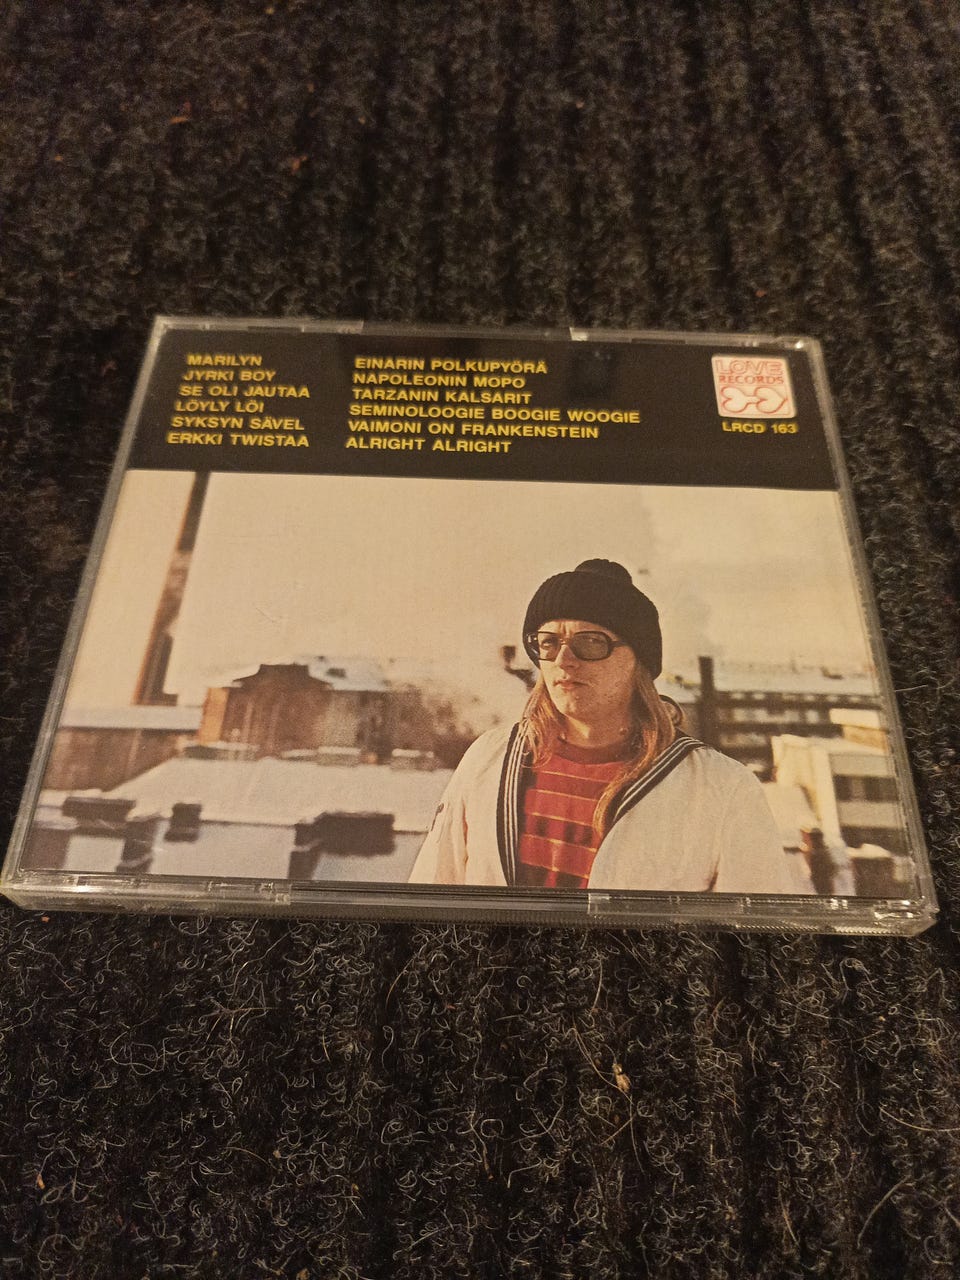 MARILYN
JYRKI BOY
SE OLI JAUTAA
LÖYLY LÖI
SYKSYN SÄVEL
ERKKI TWISTAA
EINARIN POLKUPYÖRÄ
NAPOLEONIN MOPO
TARZANIN KALSARIT
SEMINOLOOGIE BOOGIE WOOGIE
VAIMONI ON FRANKENSTEIN
ALRIGHT ALRIGHT
LOVE
RECORDS
LRCD 163